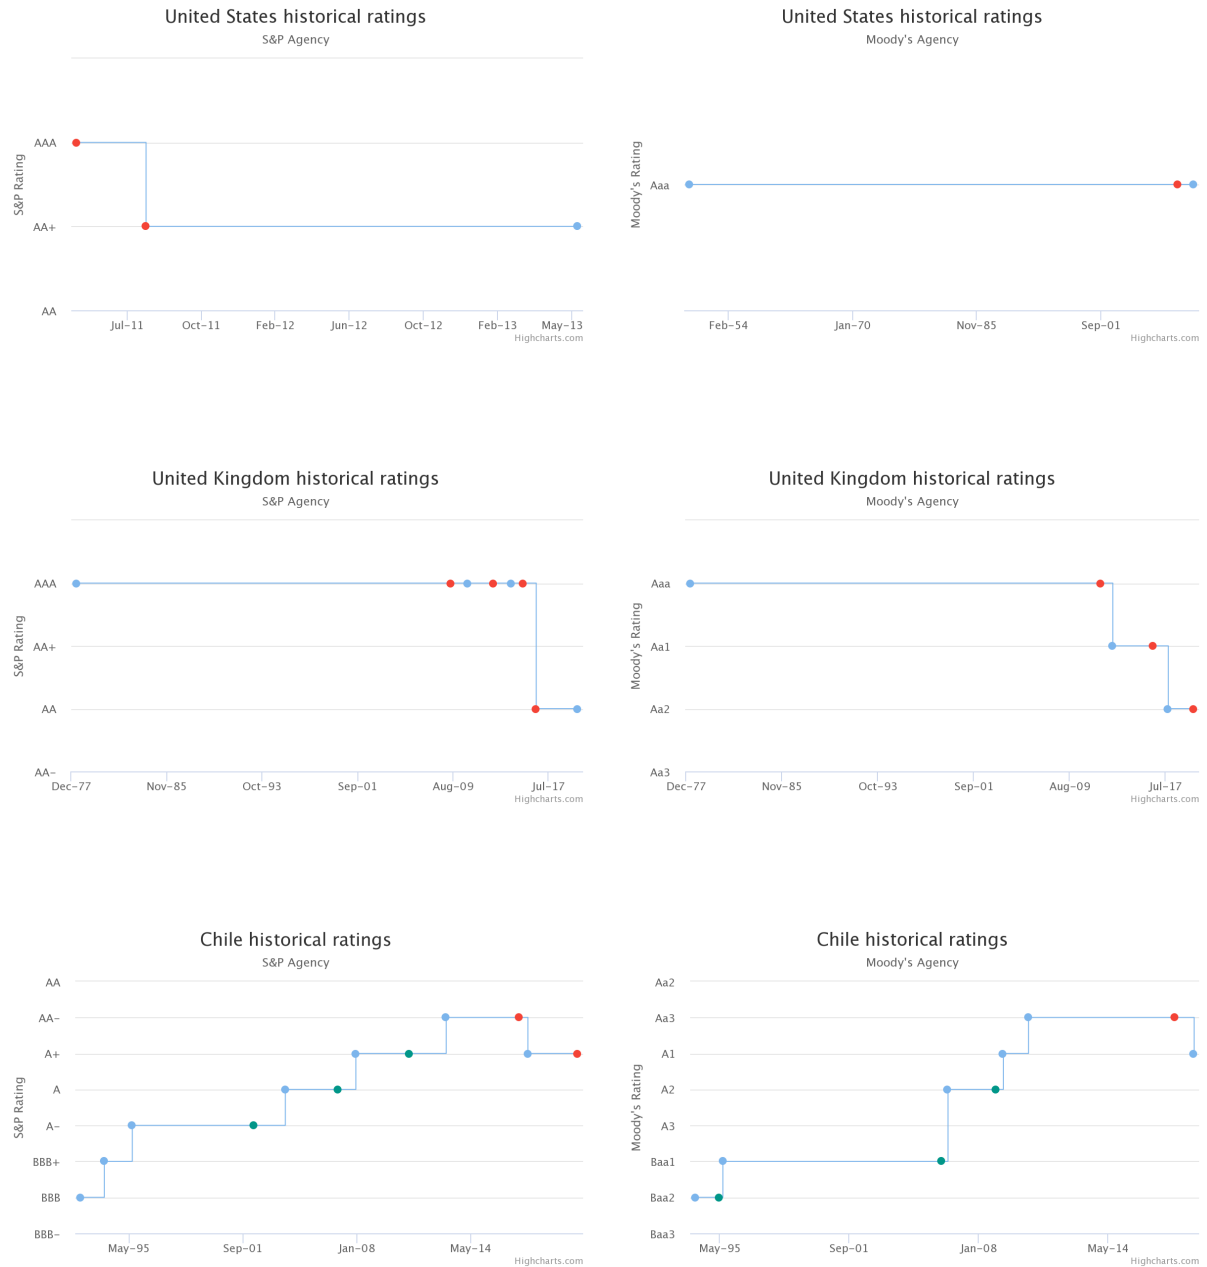 United States historical ratings
S&P Agency
S&P Rating
AAA
AA+
AA
Jul-11 Oct-11 Feb-12 Jun-12 Oct-12 Feb-13 May-13
Highcharts.com
United States historical ratings
Moody's Agency
Moody's Rating
Aaa
Feb-54 Jan-70 Nov-85 Sep-01
Highcharts.com
United Kingdom historical ratings
S&P Agency
S&P Rating
AAA
AA+
AA
AA-
Dec-77 Nov-85 Oct-93 Sep-01 Aug-09 Jul-17
Highcharts.com
United Kingdom historical ratings
Moody's Agency
Moody's Rating
Aaa
Aa1
Aa2
Aa3
Dec-77 Nov-85 Oct-93 Sep-01 Aug-09 Jul-17
Highcharts.com
Chile historical ratings
S&P Agency
S&P Rating
AA
AA-
A+
A
A-
BBB+
BBB
BBB-
May-95 Sep-01 Jan-08 May-14
Highcharts.com
Chile historical ratings
Moody's Agency
Moody's Rating
Aa2
Aa3
A1
A2
A3
Baa1
Baa2
Baa3
May-95 Sep-01 Jan-08 May-14
Highcharts.com